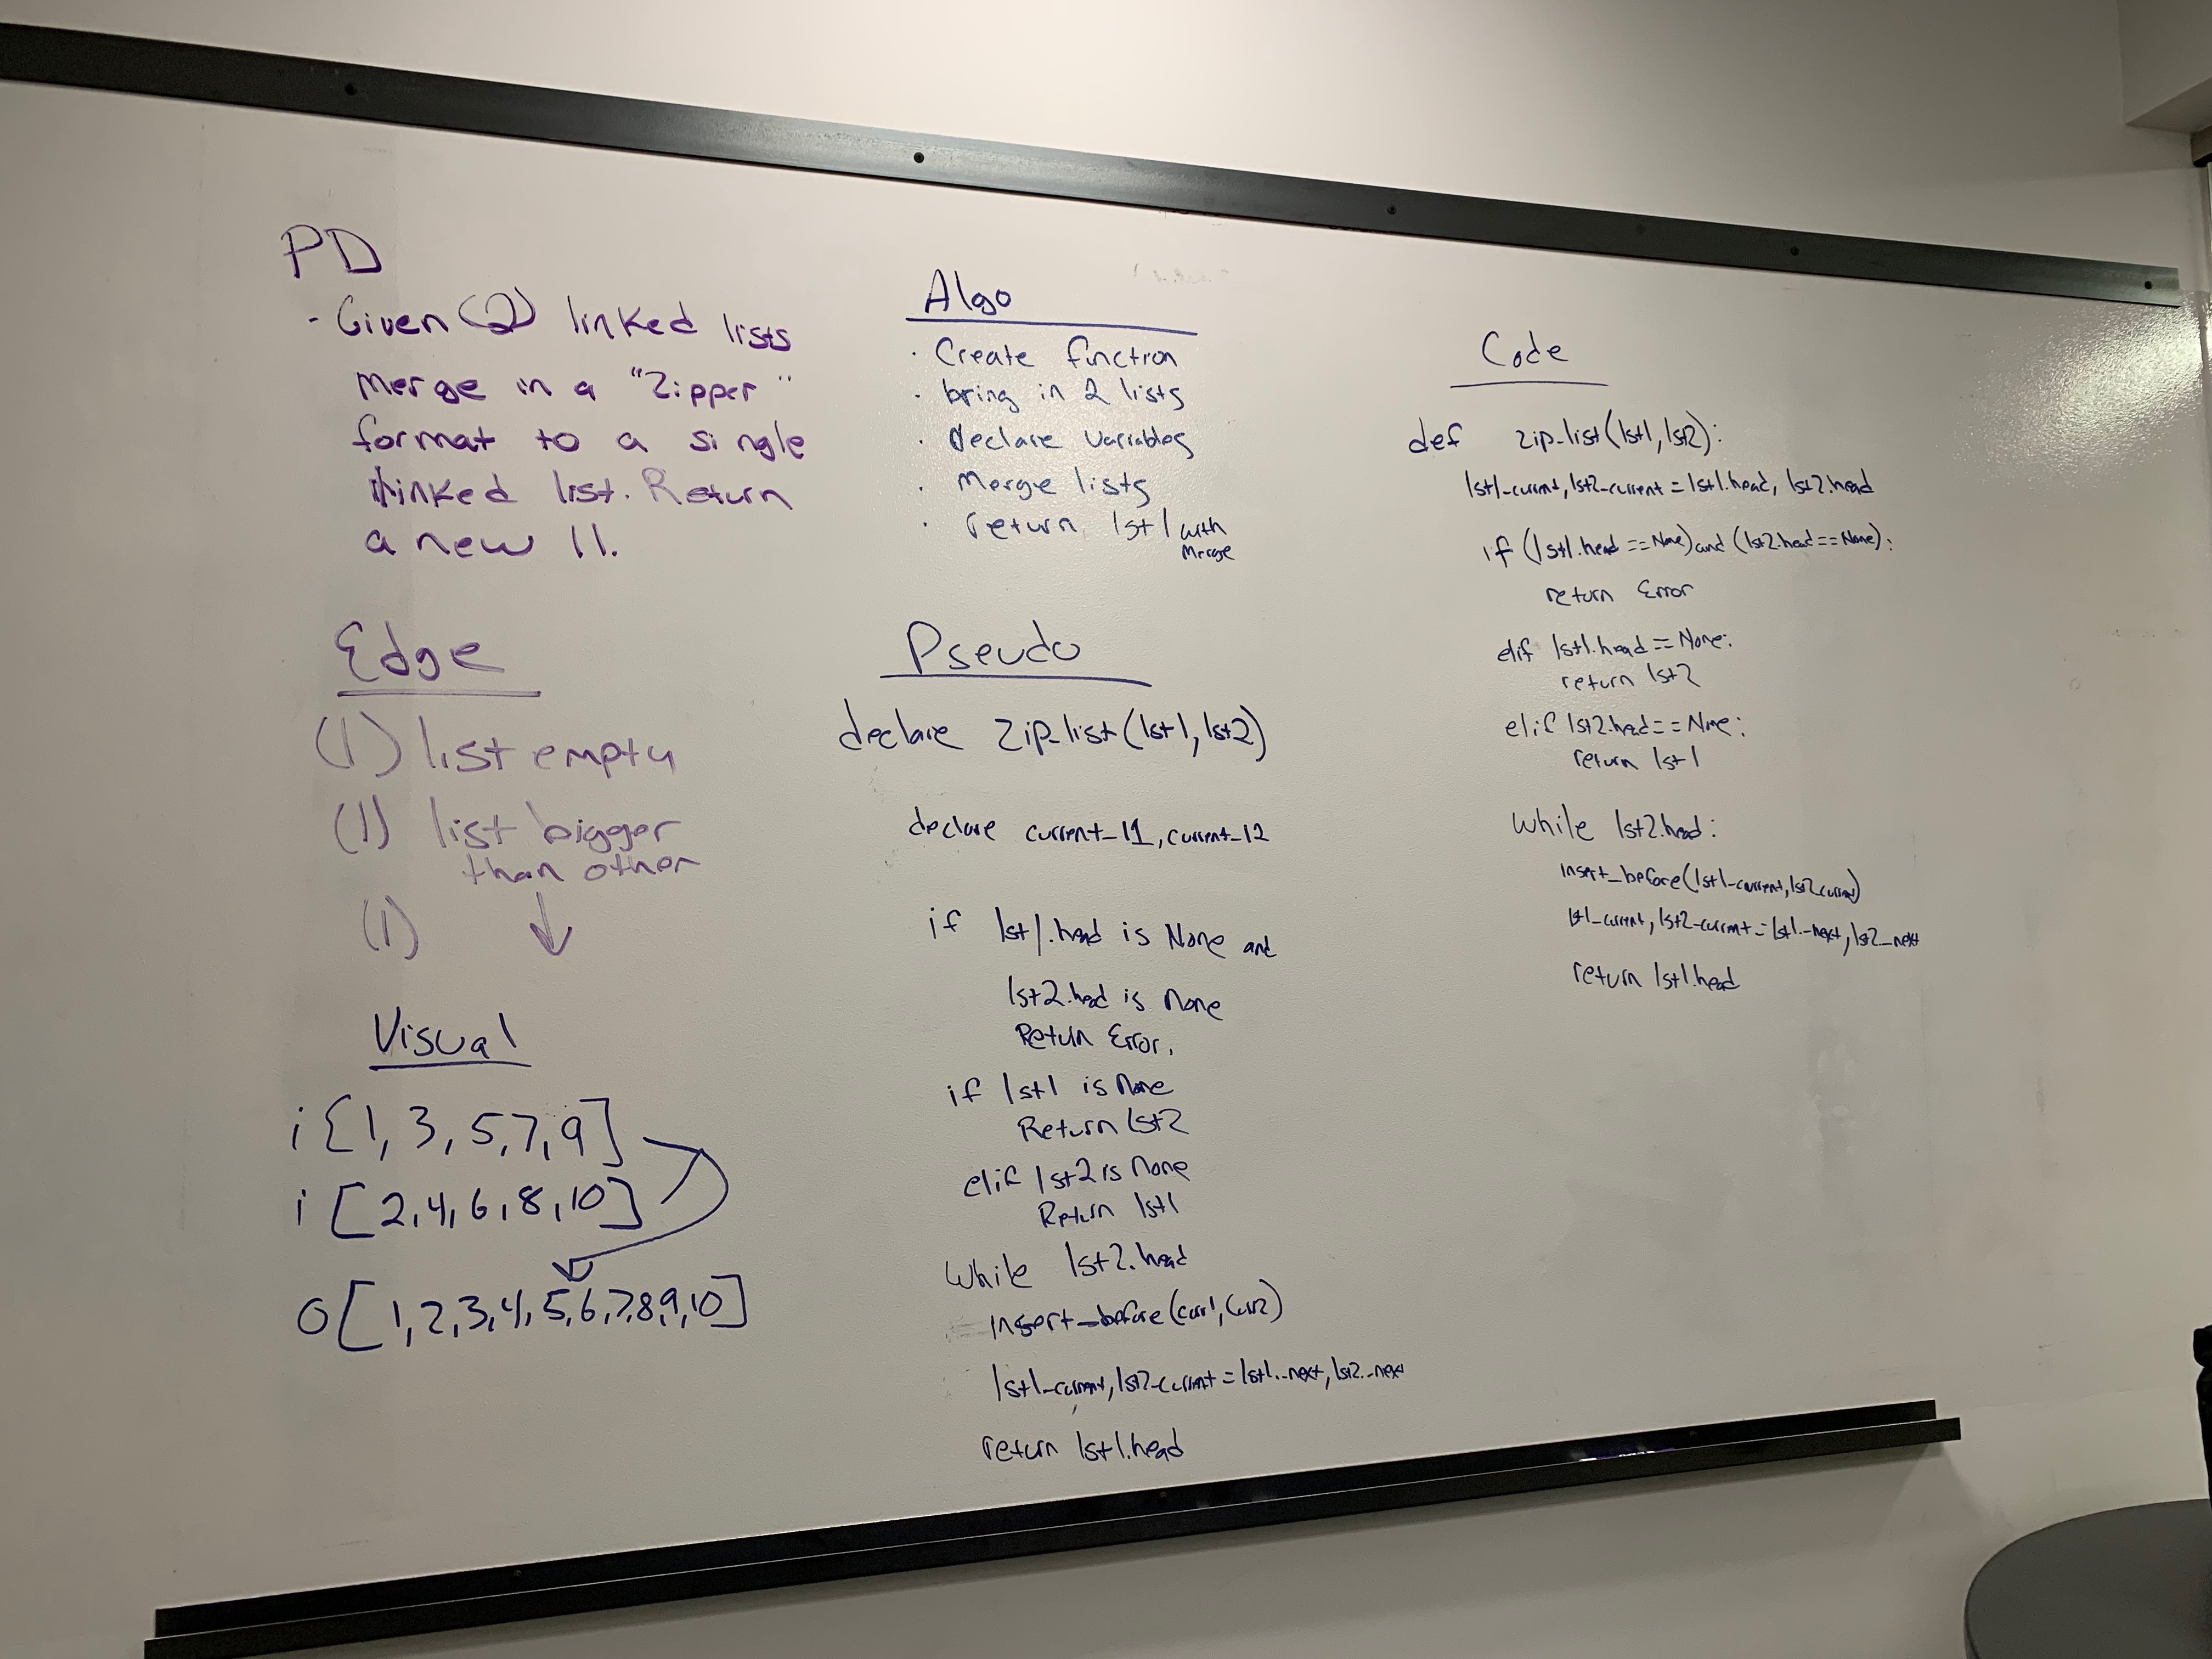 PD
- Given (2) linked lists
merge in a "Zipper"
format to a single
linked list. Return
a new ll.
Edge
(1) list empty
(1) list bigger
than other
(1)
Visual
i [1, 3, 5, 7, 9]
i [2, 4, 6, 8, 10]
O [1, 2, 3, 4, 5, 6, 7, 8, 9, 10]
Algo
· Create function
· bring in 2 lists
· Declare variables
· Merge lists
· return lst1 with
Merge
Pseudo
declare zip_list(lst1, lst2)
declare current_l1, current_l2
if lst1.head is None and
lst2.head is none
Return Error.
if lst1 is None
Return lst2
elif lst2 is None
Return lst1
While lst2.head
insert_before(curr1, curr2)
lst1_current, lst2_current = lst1._next, lst2._next
return lst1.head
Code
def zip_list(lst1, lst2):
lst1_current, lst2_current = lst1.head, lst2.head
if (lst1.head == None) and (lst2.head == None):
return Error
elif lst1.head == None:
return lst2
elif lst2.head == None:
return lst1
While lst2.head:
insert_before(lst1_current, lst2_current)
lst1_current, lst2_current = lst1._next, lst2._next
return lst1.head